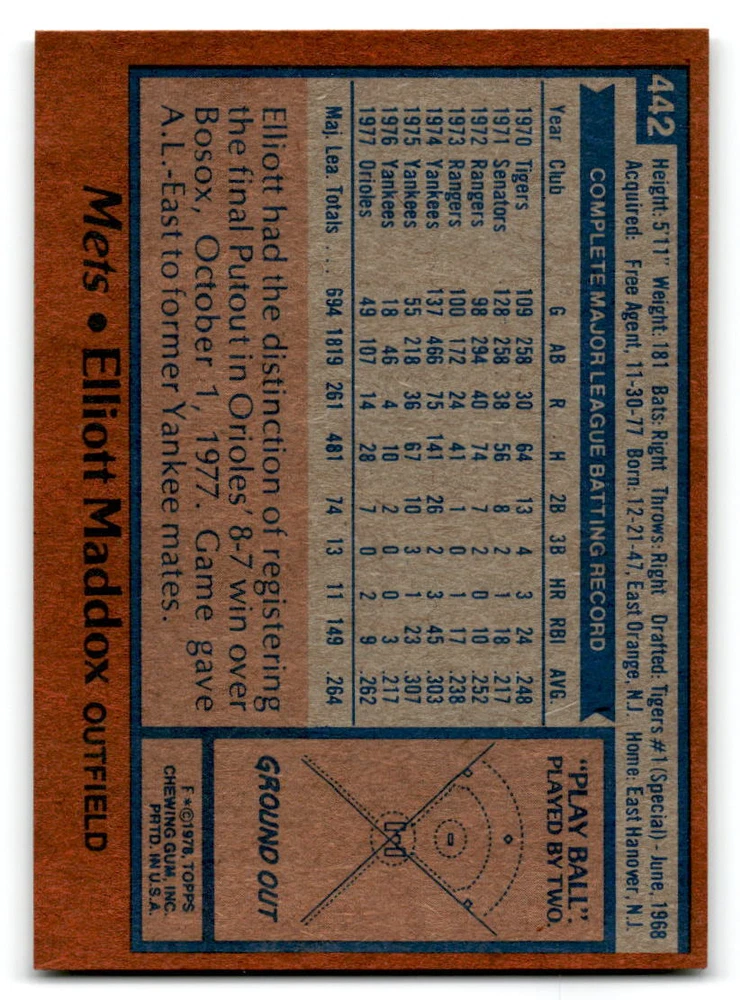 442
Height: 5'11" Weight: 181 Bats: Right Throws: Right Drafted: Tigers #1 (Special) - June, 1968
Acquired: Free Agent, 11-30-77 Born: 12-21-47, East Orange, N.J. Home: East Hanover, N.J.
COMPLETE MAJOR LEAGUE BATTING RECORD
Year Club G AB R H 2B 3B HR RBI AVG.
1970 Tigers 109 258 30 64 13 4 3 24 .248
1971 Senators 128 258 38 56 8 2 1 18 .217
1972 Rangers 98 294 40 74 7 2 0 10 .252
1973 Rangers 100 172 24 41 1 0 1 17 .238
1974 Yankees 137 466 75 141 26 2 3 45 .303
1975 Yankees 55 218 36 67 10 3 1 23 .307
1976 Yankees 18 46 4 10 2 0 0 3 .217
1977 Orioles 49 107 14 28 7 0 2 9 .262
Maj. Lea. Totals .... 694 1819 261 481 74 13 11 149 .264
Elliott had the distinction of registering
the final Putout in Orioles' 8-7 win over
Bosox, October 1, 1977. Game gave
A.L.-East to former Yankee mates.
"PLAY BALL":
PLAYED BY TWO.
GROUND OUT
F*©1978, TOPPS
CHEWING GUM, INC.
PRTD. IN U.S.A.
Mets • Elliott Maddox OUTFIELD